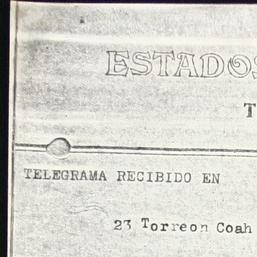 ESTADOS
T
TELEGRAMA RECIBIDO EN
23 Torreon Coah